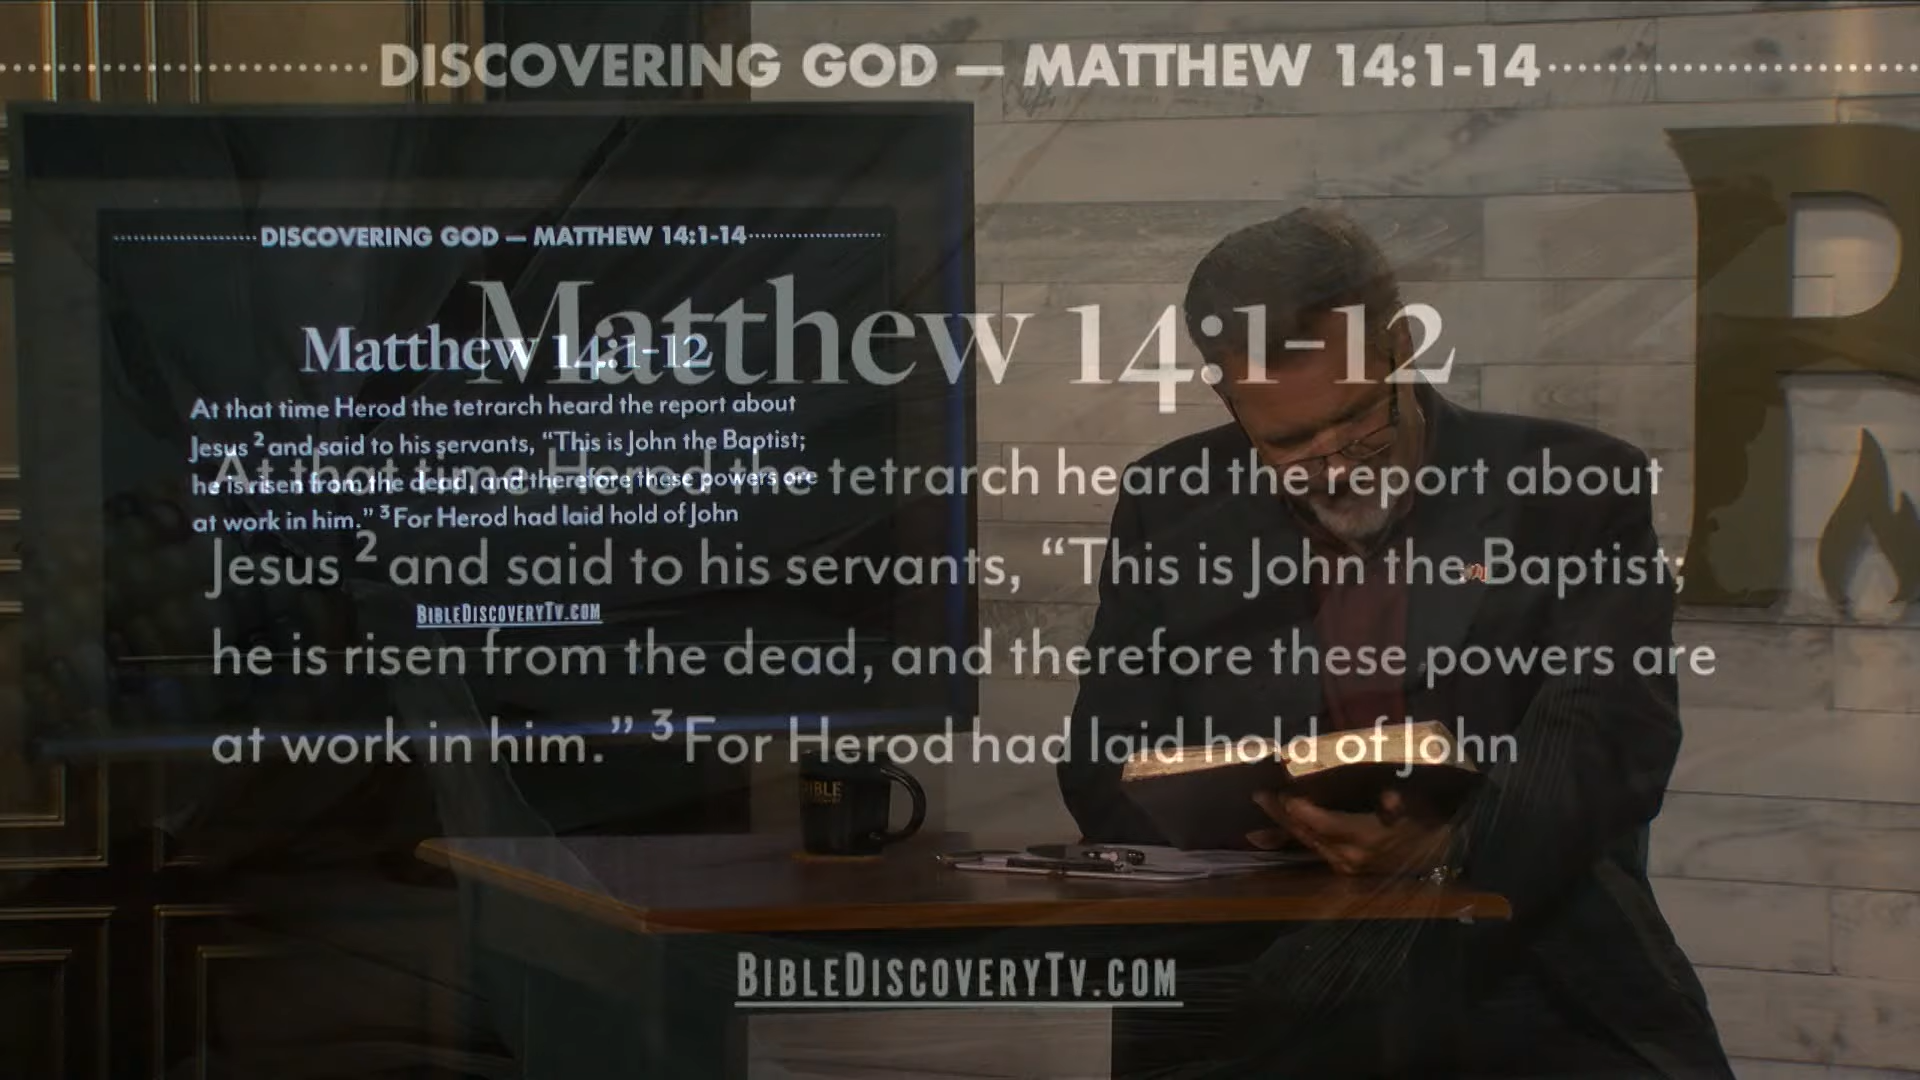 DISCOVERING GOD — MATTHEW 14:1-14
Matthew 14:1-12
At that time Herod the tetrarch heard the report about
Jesus 2 and said to his servants, “This is John the Baptist;
he is risen from the dead, and therefore these powers are
at work in him.” 3 For Herod had laid hold of John
BIBLEDISCOVERYTV.COM
DISCOVERING GOD — MATTHEW 14:1-14
Matthew 14:1-12
At that time Herod the tetrarch heard the report about
Jesus 2 and said to his servants, “This is John the Baptist;
he is risen from the dead, and therefore these powers are
at work in him.” 3 For Herod had laid hold of John
BIBLEDISCOVERYTV.COM
BIBLE